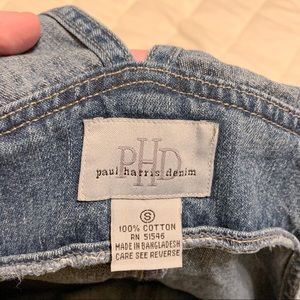 PHD
paul harris denim
S
100% COTTON
RN 51546
MADE IN BANGLADESH
CARE SEE REVERSE